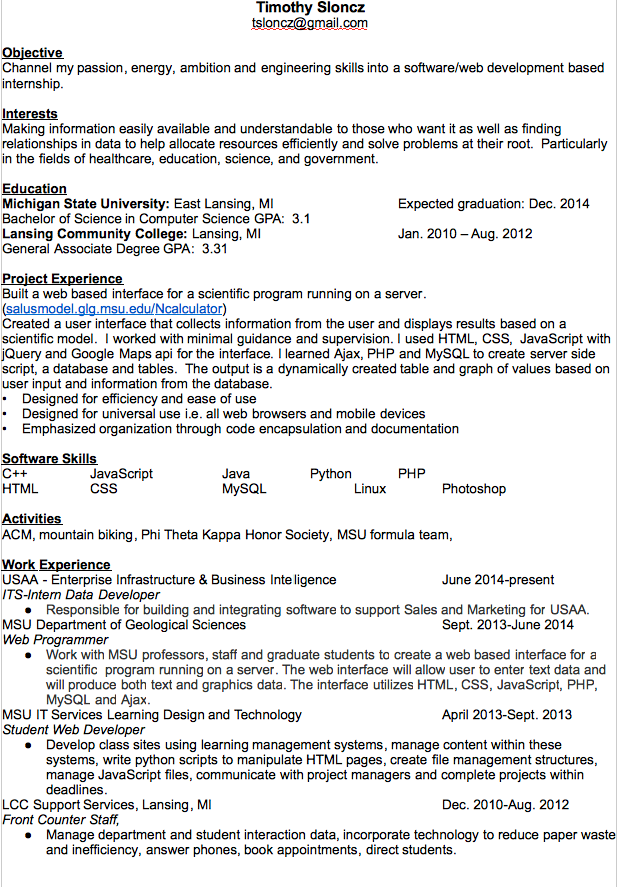 Timothy Sloncz
tsloncz@gmail.com
Objective
Channel my passion, energy, ambition and engineering skills into a software/web development based
internship.
Interests
Making information easily available and understandable to those who want it as well as finding
relationships in data to help allocate resources efficiently and solve problems at their root.  Particularly
in the fields of healthcare, education, science, and government.
Education
Michigan State University: East Lansing, MI Expected graduation: Dec. 2014
Bachelor of Science in Computer Science GPA:  3.1
Lansing Community College: Lansing, MI Jan. 2010 – Aug. 2012
General Associate Degree GPA:  3.31
Project Experience
Built a web based interface for a scientific program running on a server.
(salusmodel.glg.msu.edu/Ncalculator)
Created a user interface that collects information from the user and displays results based on a
scientific model.  I worked with minimal guidance and supervision. I used HTML, CSS,  JavaScript with
jQuery and Google Maps api for the interface. I learned Ajax, PHP and MySQL to create server side
script, a database and tables.  The output is a dynamically created table and graph of values based on
user input and information from the database.
• Designed for efficiency and ease of use
• Designed for universal use i.e. all web browsers and mobile devices
• Emphasized organization through code encapsulation and documentation
Software Skills
C++ JavaScript Java Python PHP
HTML CSS MySQL Linux Photoshop
Activities
ACM, mountain biking, Phi Theta Kappa Honor Society, MSU formula team,
Work Experience
USAA - Enterprise Infrastructure & Business Inteligence June 2014-present
ITS-Intern Data Developer
● Responsible for building and integrating software to support Sales and Marketing for USAA.
MSU Department of Geological Sciences Sept. 2013-June 2014
Web Programmer
● Work with MSU professors, staff and graduate students to create a web based interface for a
scientific  program running on a server. The web interface will allow user to enter text data and
will produce both text and graphics data. The interface utilizes HTML, CSS, JavaScript, PHP,
MySQL and Ajax.
MSU IT Services Learning Design and Technology April 2013-Sept. 2013
Student Web Developer
● Develop class sites using learning management systems, manage content within these
systems, write python scripts to manipulate HTML pages, create file management structures,
manage JavaScript files, communicate with project managers and complete projects within
deadlines.
LCC Support Services, Lansing, MI Dec. 2010-Aug. 2012
Front Counter Staff,
● Manage department and student interaction data, incorporate technology to reduce paper waste
and inefficiency, answer phones, book appointments, direct students.